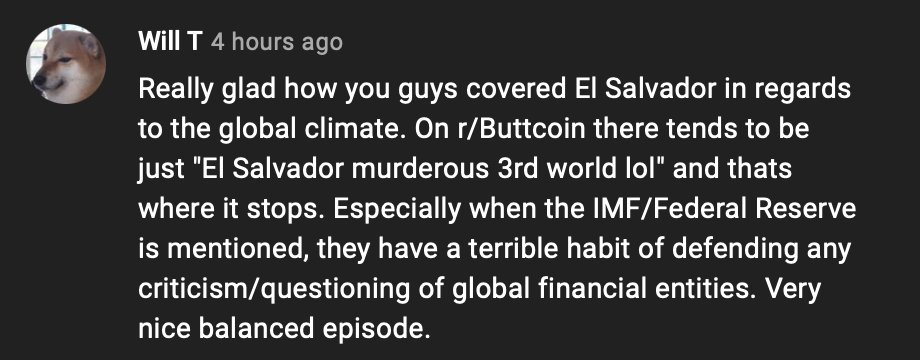 Will T 4 hours ago
Really glad how you guys covered El Salvador in regards
to the global climate. On r/Buttcoin there tends to be
just "El Salvador murderous 3rd world lol" and thats
where it stops. Especially when the IMF/Federal Reserve
is mentioned, they have a terrible habit of defending any
criticism/questioning of global financial entities. Very
nice balanced episode.